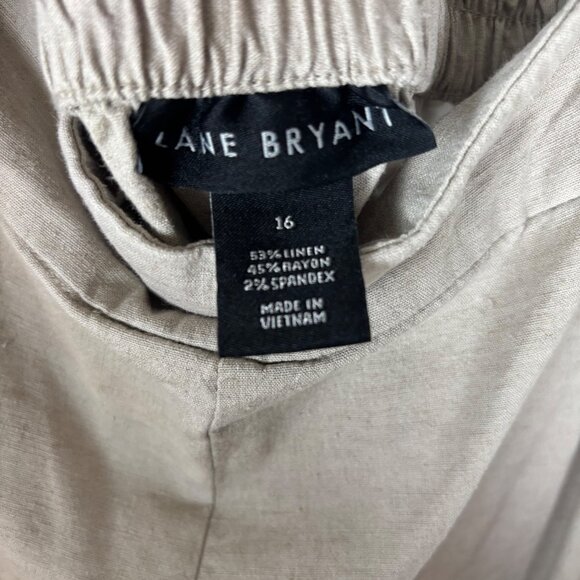 LANE BRYANT
16
53% LINEN
45% RAYON
2% SPANDEX
MADE IN
VIETNAM